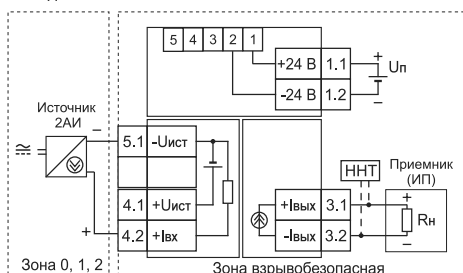 5 4 3 2 1
+24 В 1.1
-24 В 1.2
+
Uп
–
Источник
2АИ
–
5.1 -Uист
4.1 +Uист
+ 4.2 +Iвх
ННТ
Приемник
(ИП)
+Iвых 3.1
+
Rн
-Iвых 3.2
–
Зона 0, 1, 2
Зона взрывобезопасная